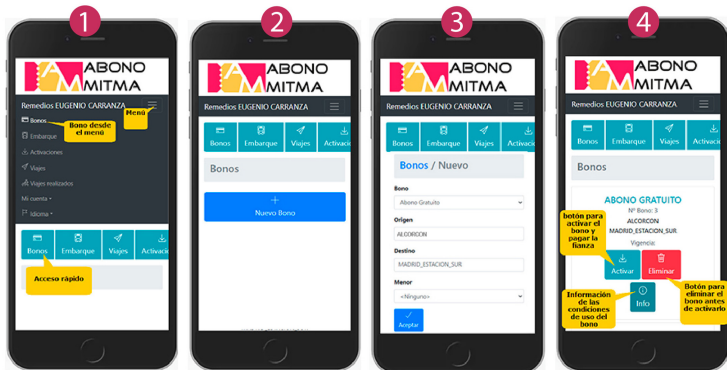 1
ABONO
MITMA
Remedios EUGENIO CARRANZA
Menú
Bonos
Bono desde
el menú
Embarque
Activaciones
Viajes
Viajes realizados
Mi cuenta
Idioma
Bonos
Embarque
Viajes
Activacio
Acceso rápido
2
ABONO
MITMA
Remedios EUGENIO CARRANZA
Bonos
Embarque
Viajes
Activacio
Bonos
+
Nuevo Bono
3
ABONO
MITMA
Remedios EUGENIO CARRANZA
Bonos
Embarque
Viajes
Activacio
Bonos / Nuevo
Bono
Abono Gratuito
Origen
ALCORCON
Destino
MADRID_ESTACION_SUR
Menor
<Ninguno>
Aceptar
4
ABONO
MITMA
Remedios EUGENIO CARRANZA
Bonos
Embarque
Viajes
Activacio
Bonos
ABONO GRATUITO
Nº Bono: 3
ALCORCON
MADRID_ESTACION_SUR
Vigencia:
botón para
activar el
bono y
pagar la
fianza
Activar
Eliminar
Info
Información
de las
condiciones
de uso del
bono
Botón para
eliminar el
bono antes
de activarlo